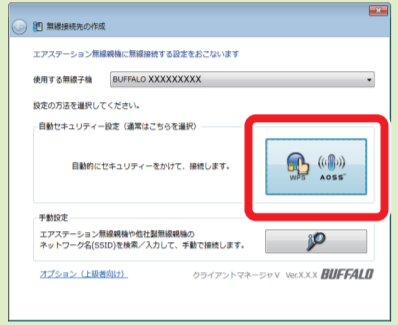 無線接続先の作成
エアステーション無線親機に無線接続する設定をおこないます
使用する無線子機
BUFFALO XXXXXXXXX
設定の方法を選択してください。
自動セキュリティー設定（通常はこちらを選択）
自動的にセキュリティーをかけて、接続します。
WPS
AOSS™
手動設定
エアステーション無線親機や他社製無線親機の
ネットワーク名(SSID)を検索／入力して、手動で接続します。
オプション（上級者向け）
クライアントマネージャV Ver.X.X.X BUFFALO